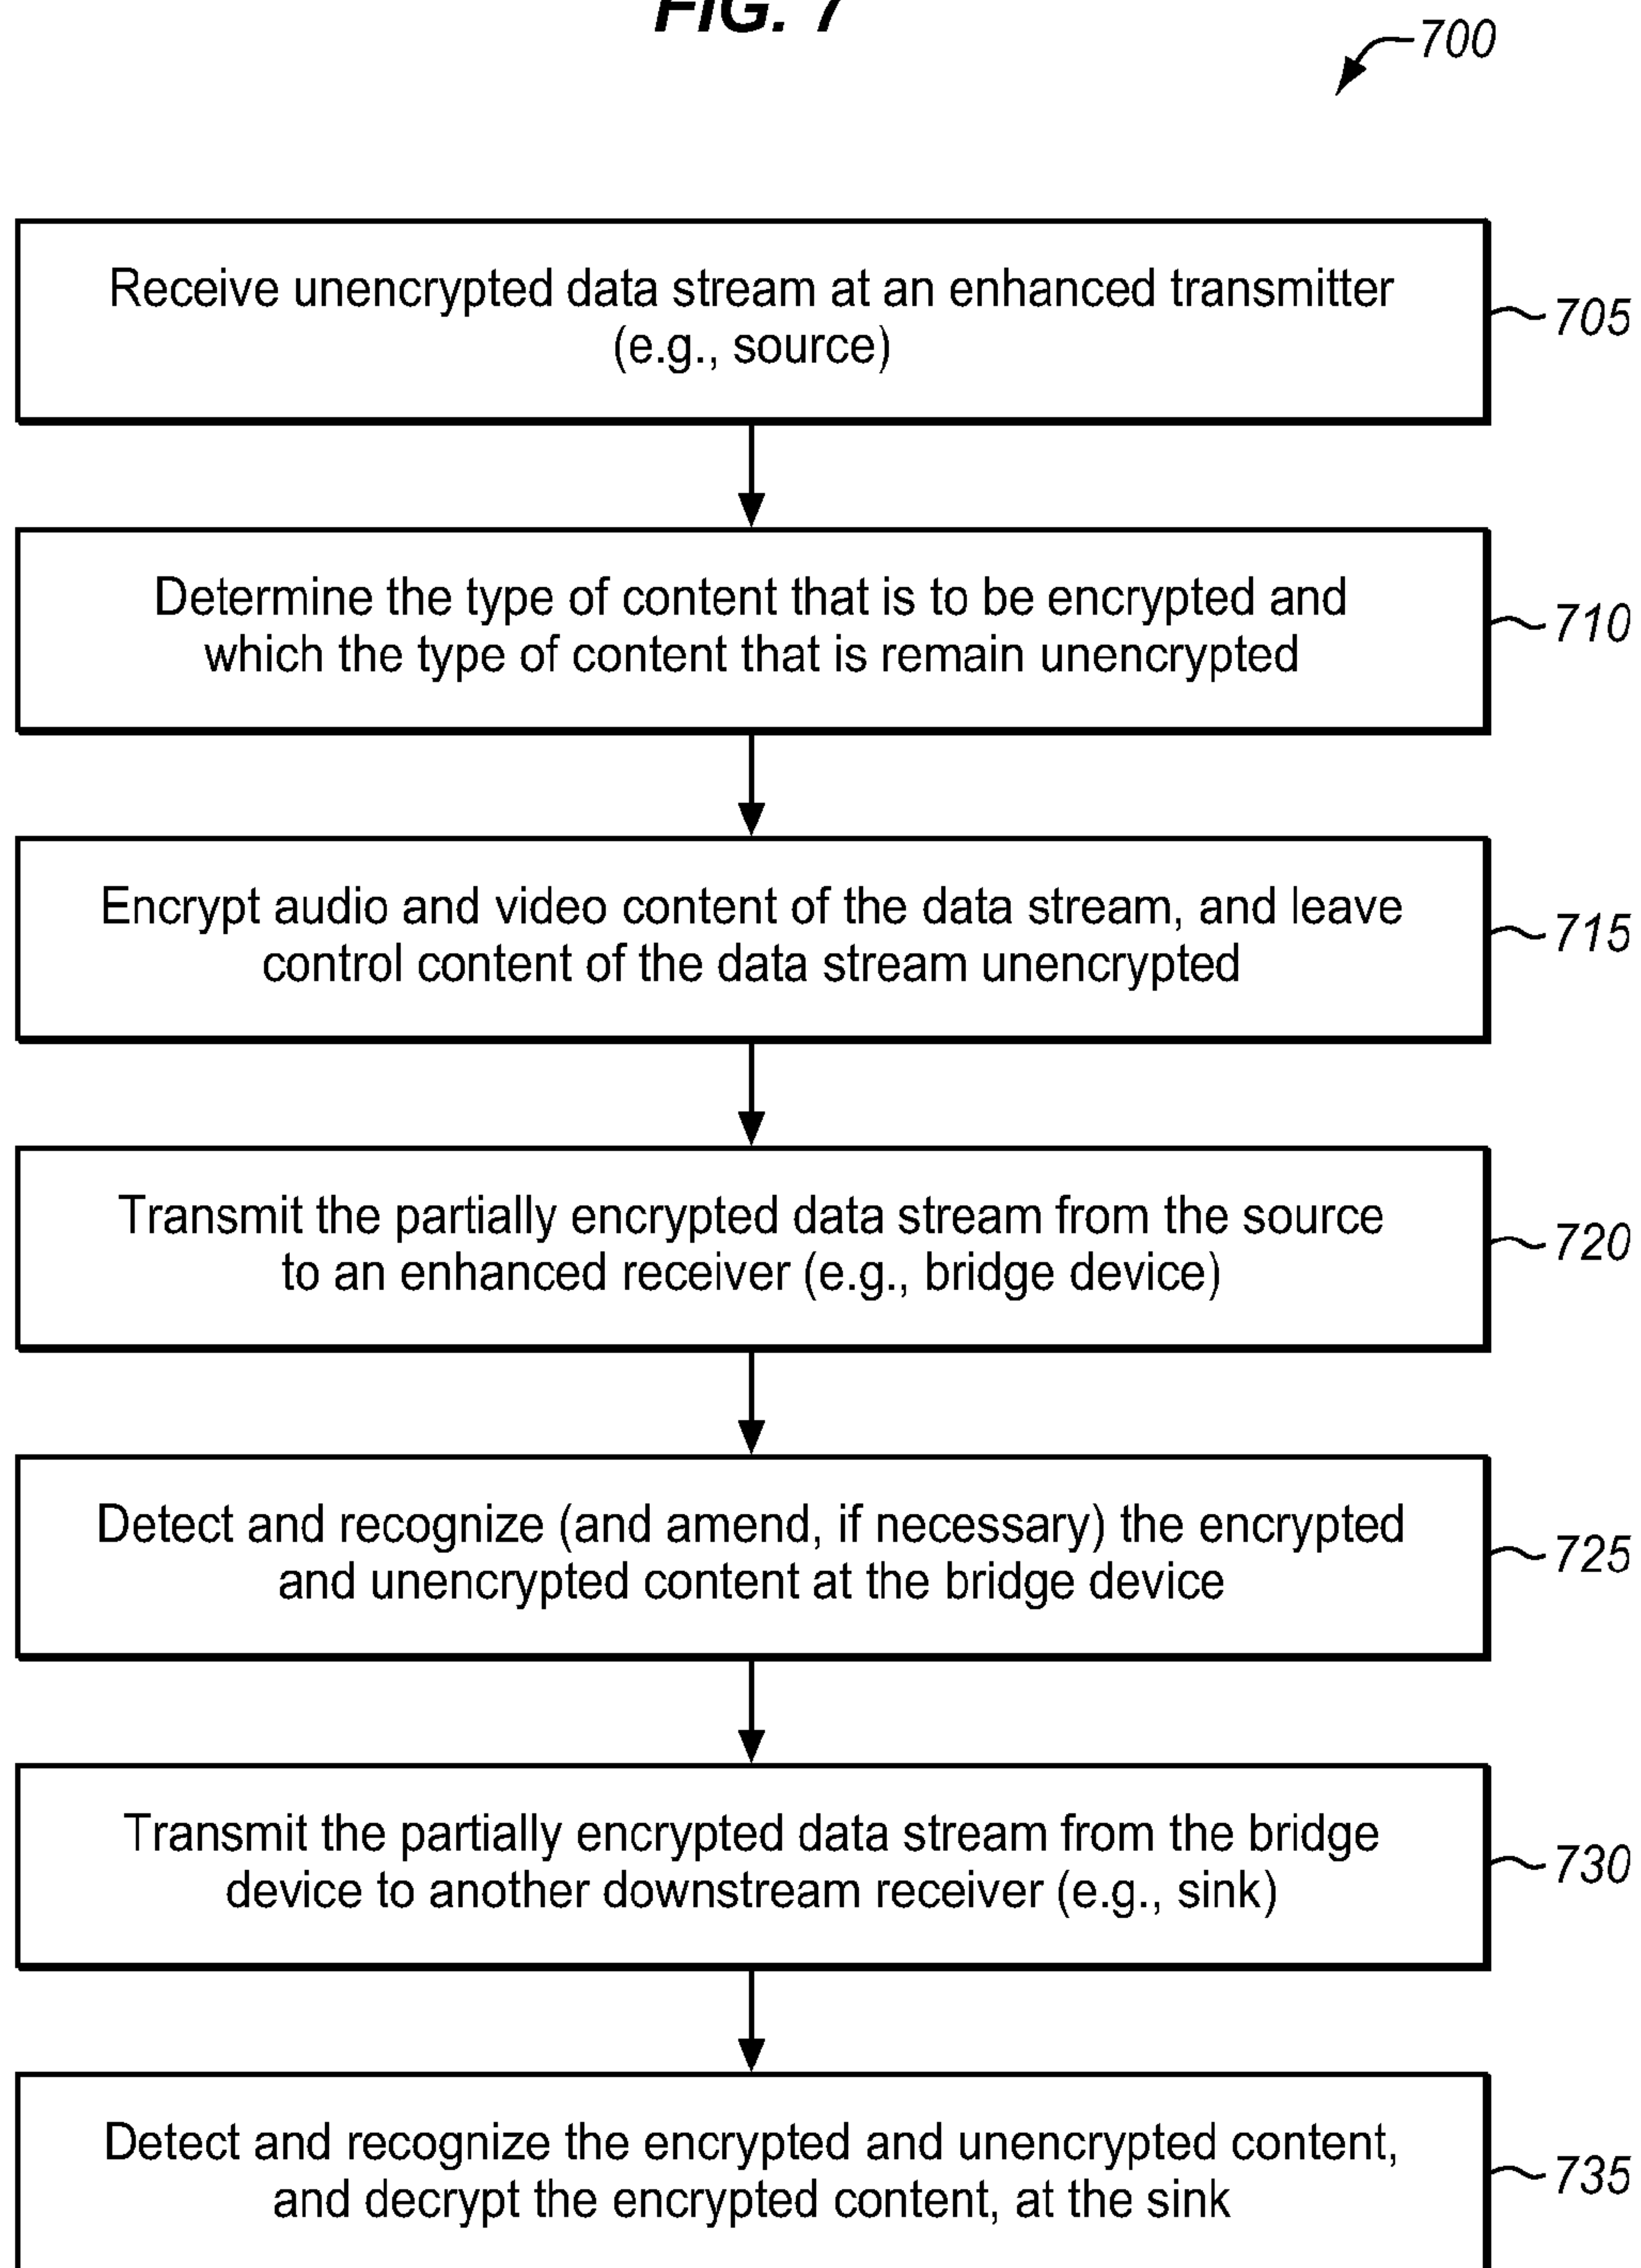 FIG. 7
700
Receive unencrypted data stream at an enhanced transmitter
(e.g., source)
705
Determine the type of content that is to be encrypted and
which the type of content that is remain unencrypted
710
Encrypt audio and video content of the data stream, and leave
control content of the data stream unencrypted
715
Transmit the partially encrypted data stream from the source
to an enhanced receiver (e.g., bridge device)
720
Detect and recognize (and amend, if necessary) the encrypted
and unencrypted content at the bridge device
725
Transmit the partially encrypted data stream from the bridge
device to another downstream receiver (e.g., sink)
730
Detect and recognize the encrypted and unencrypted content,
and decrypt the encrypted content, at the sink
735